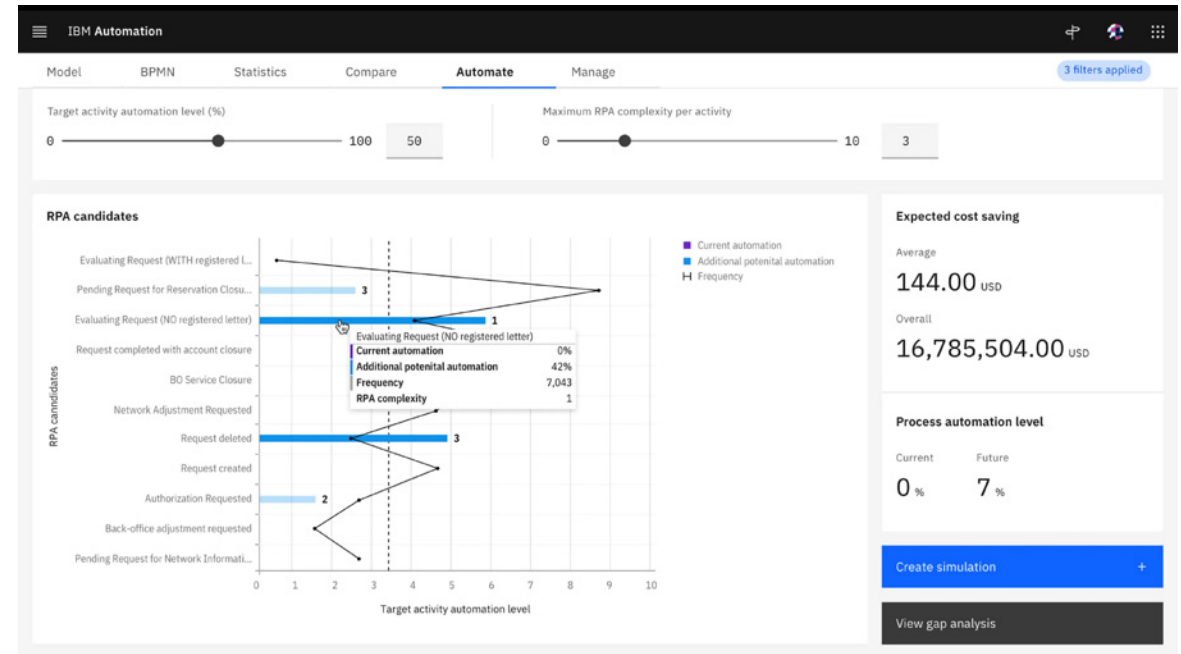 IBM Automation
Model BPMN Statistics Compare Automate Manage 3 filters applied
Target activity automation level (%)
0 100 50
Maximum RPA complexity per activity
0 10 3
RPA candidates
Evaluating Request (WITH registered l...
Pending Request for Reservation Closu...
3
Evaluating Request (NO registered letter)
1
Request completed with account closure
BO Service Closure
Network Adjustment Requested
Request deleted
3
Request created
Authorization Requested
2
Back-office adjustment requested
Pending Request for Network Informati...
RPA canndidates
0 1 2 3 4 5 6 7 8 9 10
Target activity automation level
Evaluating Request (NO registered letter)
Current automation 0%
Additional potenital automation 42%
Frequency 7,043
RPA complexity 1
Current automation
Additional potenital automation
Frequency
Expected cost saving
Average
144.00 USD
Overall
16,785,504.00 USD
Process automation level
Current Future
0 % 7 %
Create simulation +
View gap analysis